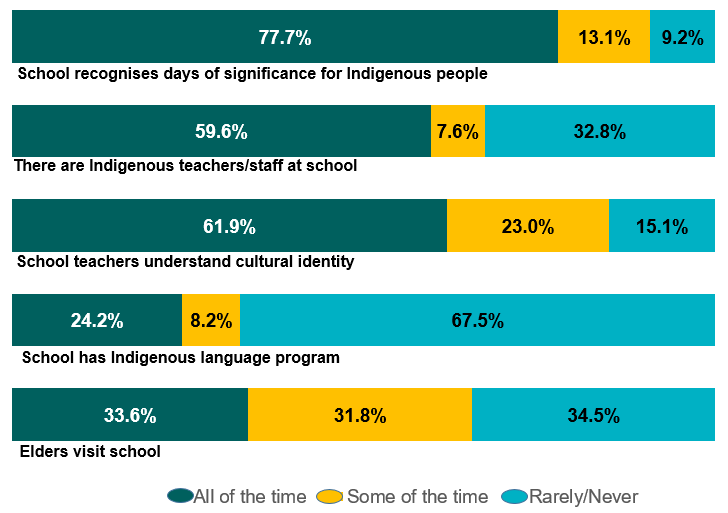 77.7% 13.1% 9.2%
School recognises days of significance for Indigenous people
59.6% 7.6% 32.8%
There are Indigenous teachers/staff at school
61.9% 23.0% 15.1%
School teachers understand cultural identity
24.2% 8.2% 67.5%
School has Indigenous language program
33.6% 31.8% 34.5%
Elders visit school
All of the time Some of the time Rarely/Never